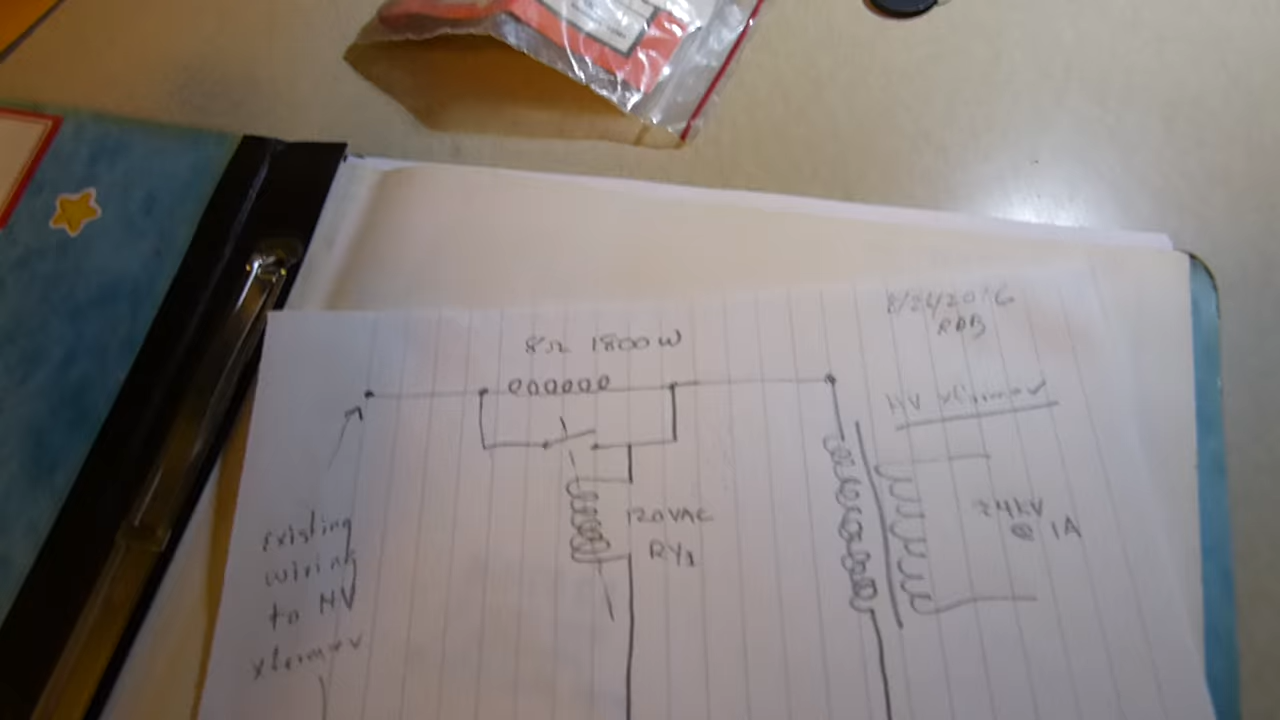 8/24/2016
RDB
8Ω 1800W
HV xformer
existing
wiring
to HV
xformer
120VAC
RY1
24KV
@ 1A